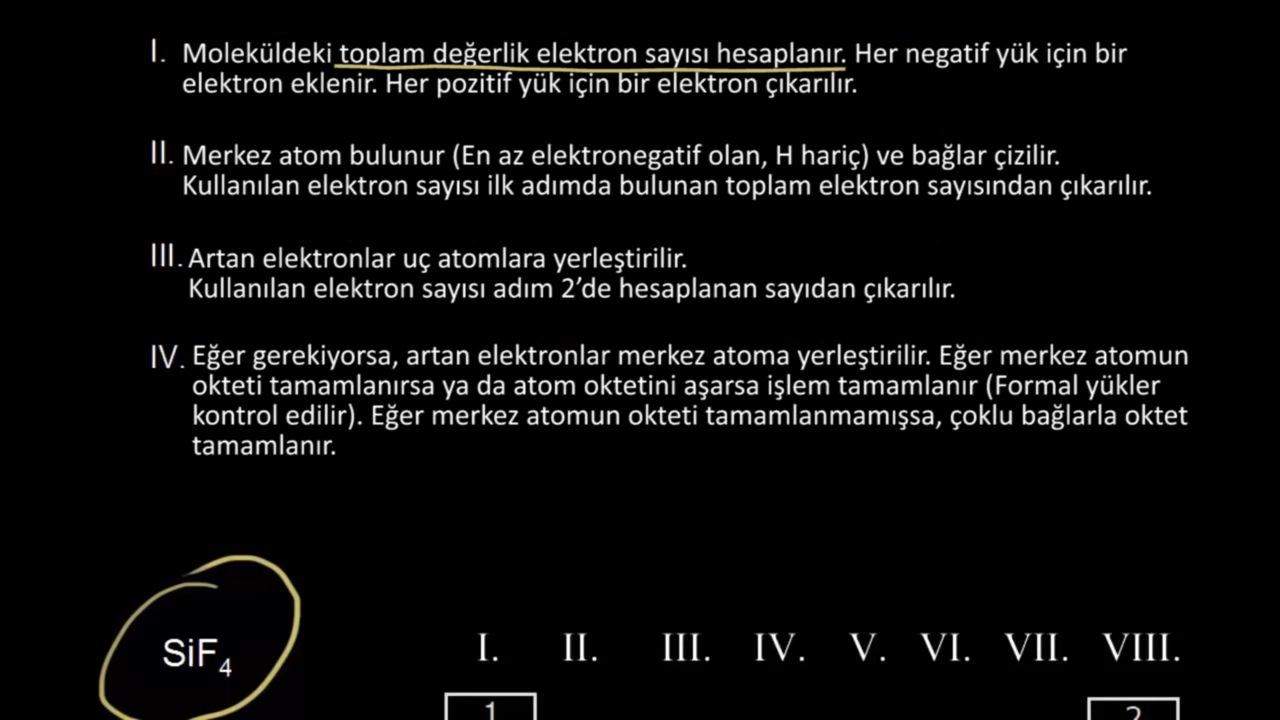 I. Moleküldeki toplam değerlik elektron sayısı hesaplanır. Her negatif yük için bir
elektron eklenir. Her pozitif yük için bir elektron çıkarılır.
II. Merkez atom bulunur (En az elektronegatif olan, H hariç) ve bağlar çizilir.
Kullanılan elektron sayısı ilk adımda bulunan toplam elektron sayısından çıkarılır.
III. Artan elektronlar uç atomlara yerleştirilir.
Kullanılan elektron sayısı adım 2’de hesaplanan sayıdan çıkarılır.
IV. Eğer gerekiyorsa, artan elektronlar merkez atoma yerleştirilir. Eğer merkez atomun
okteti tamamlanırsa ya da atom oktetini aşarsa işlem tamamlanır (Formal yükler
kontrol edilir). Eğer merkez atomun okteti tamamlanmamışsa, çoklu bağlarla oktet
tamamlanır.
SiF4
I. II. III. IV. V. VI. VII. VIII.
1 2